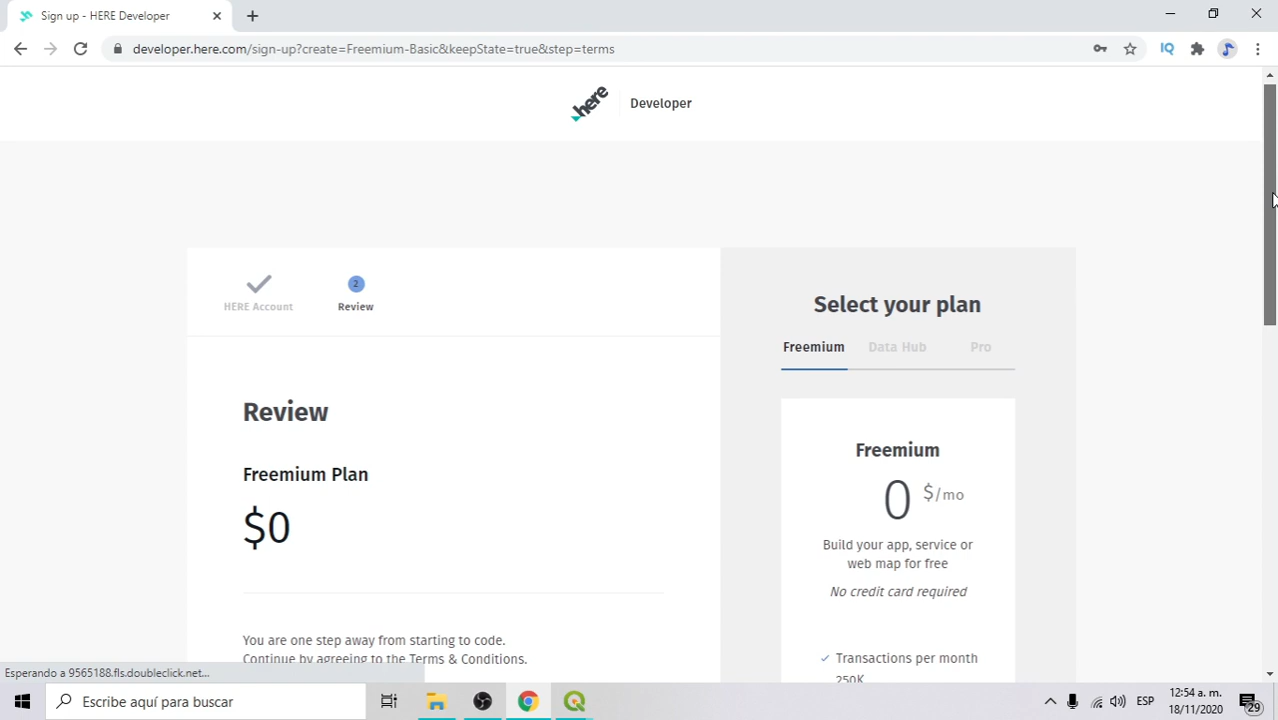 Sign up - HERE Developer
developer.here.com/sign-up?create=Freemium-Basic&keepState=true&step=terms
IQ
here Developer
2
HERE Account
Review
Review
Freemium Plan
$0
You are one step away from starting to code.
Continue by agreeing to the Terms & Conditions.
Select your plan
Freemium Data Hub Pro
Freemium
0 $/mo
Build your app, service or
web map for free
No credit card required
Transactions per month
250K
Esperando a 9565188.fls.doubleclick.net...
Escribe aquí para buscar
ESP
12:54 a. m.
18/11/2020
29